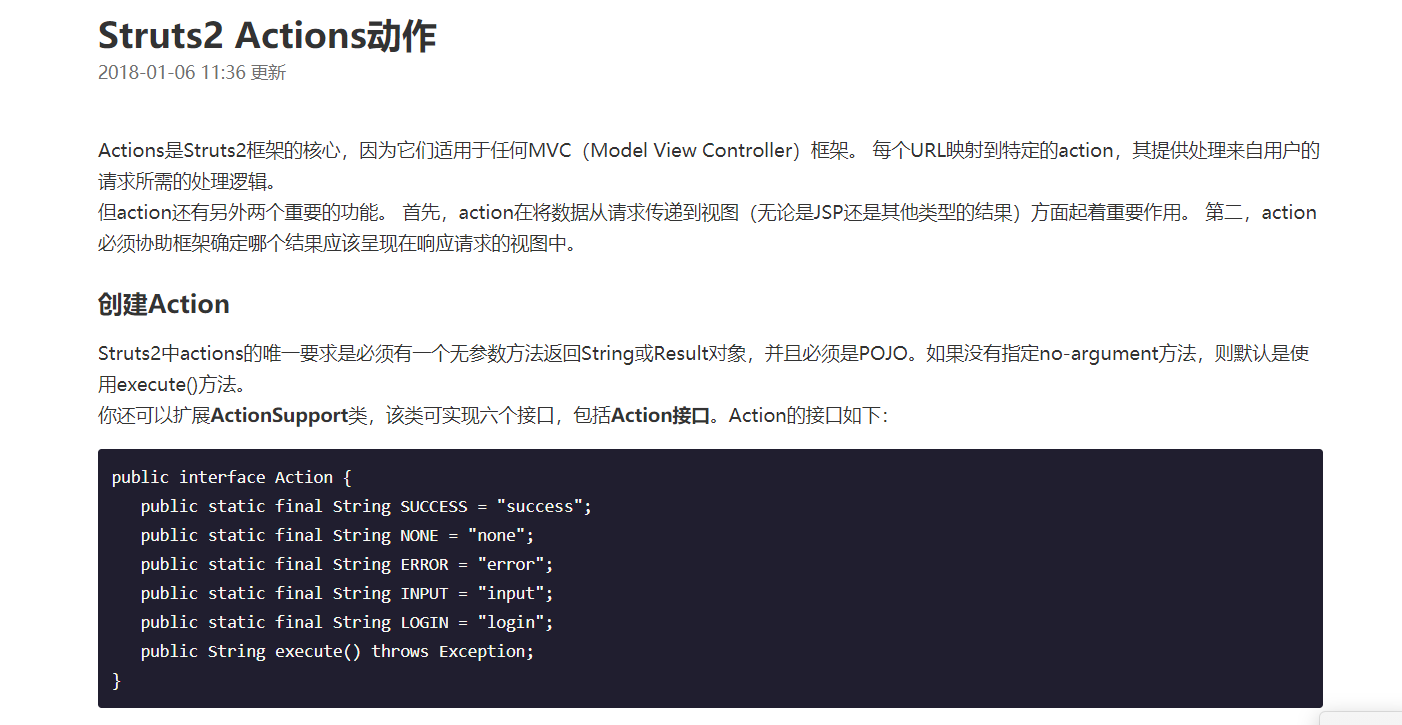 Struts2 Actions动作
2018-01-06 11:36 更新
Actions是Struts2框架的核心，因为它们适用于任何MVC（Model View Controller）框架。 每个URL映射到特定的action，其提供处理来自用户的
请求所需的处理逻辑。
但action还有另外两个重要的功能。 首先，action在将数据从请求传递到视图（无论是JSP还是其他类型的结果）方面起着重要作用。 第二，action
必须协助框架确定哪个结果应该呈现在响应请求的视图中。
创建Action
Struts2中actions的唯一要求是必须有一个无参数方法返回String或Result对象，并且必须是POJO。如果没有指定no-argument方法，则默认是使
用execute()方法。
你还可以扩展ActionSupport类，该类可实现六个接口，包括Action接口。Action的接口如下：
public interface Action {
   public static final String SUCCESS = "success";
   public static final String NONE = "none";
   public static final String ERROR = "error";
   public static final String INPUT = "input";
   public static final String LOGIN = "login";
   public String execute() throws Exception;
}